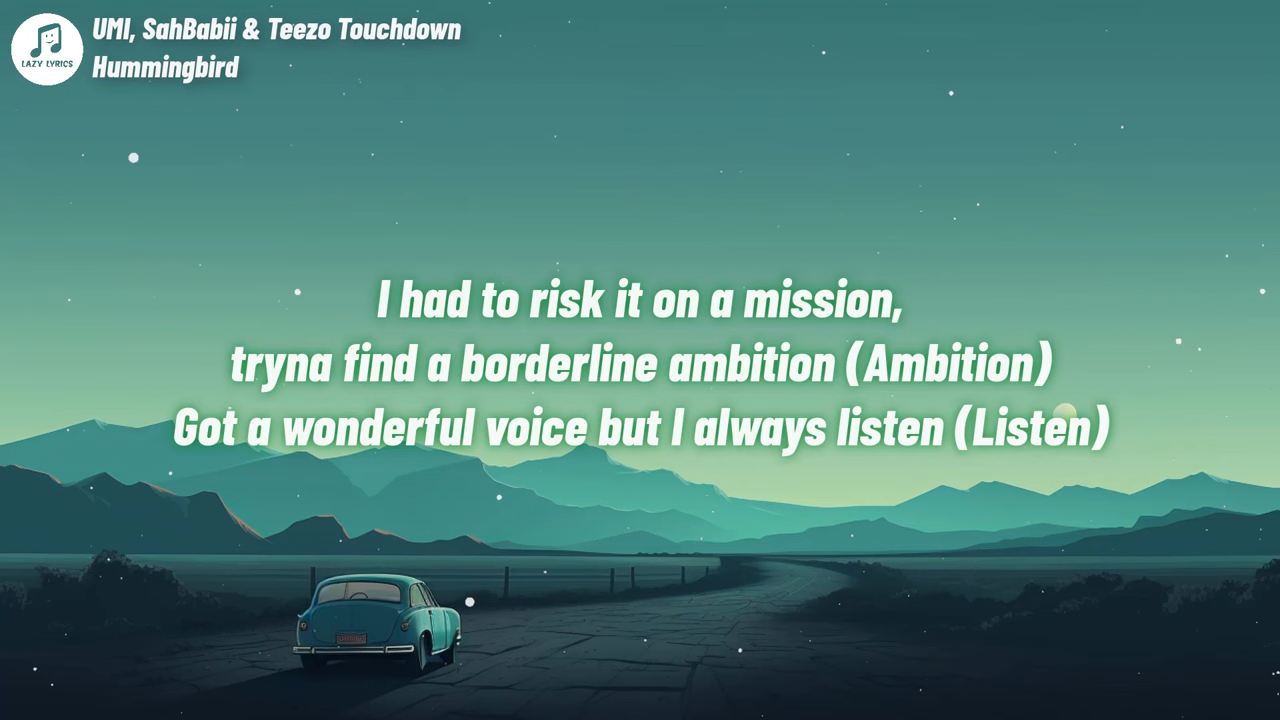 UMI, SahBabii & Teezo Touchdown
Hummingbird
LAZY LYRICS
I had to risk it on a mission,
tryna find a borderline ambition (Ambition)
Got a wonderful voice but I always listen (Listen)